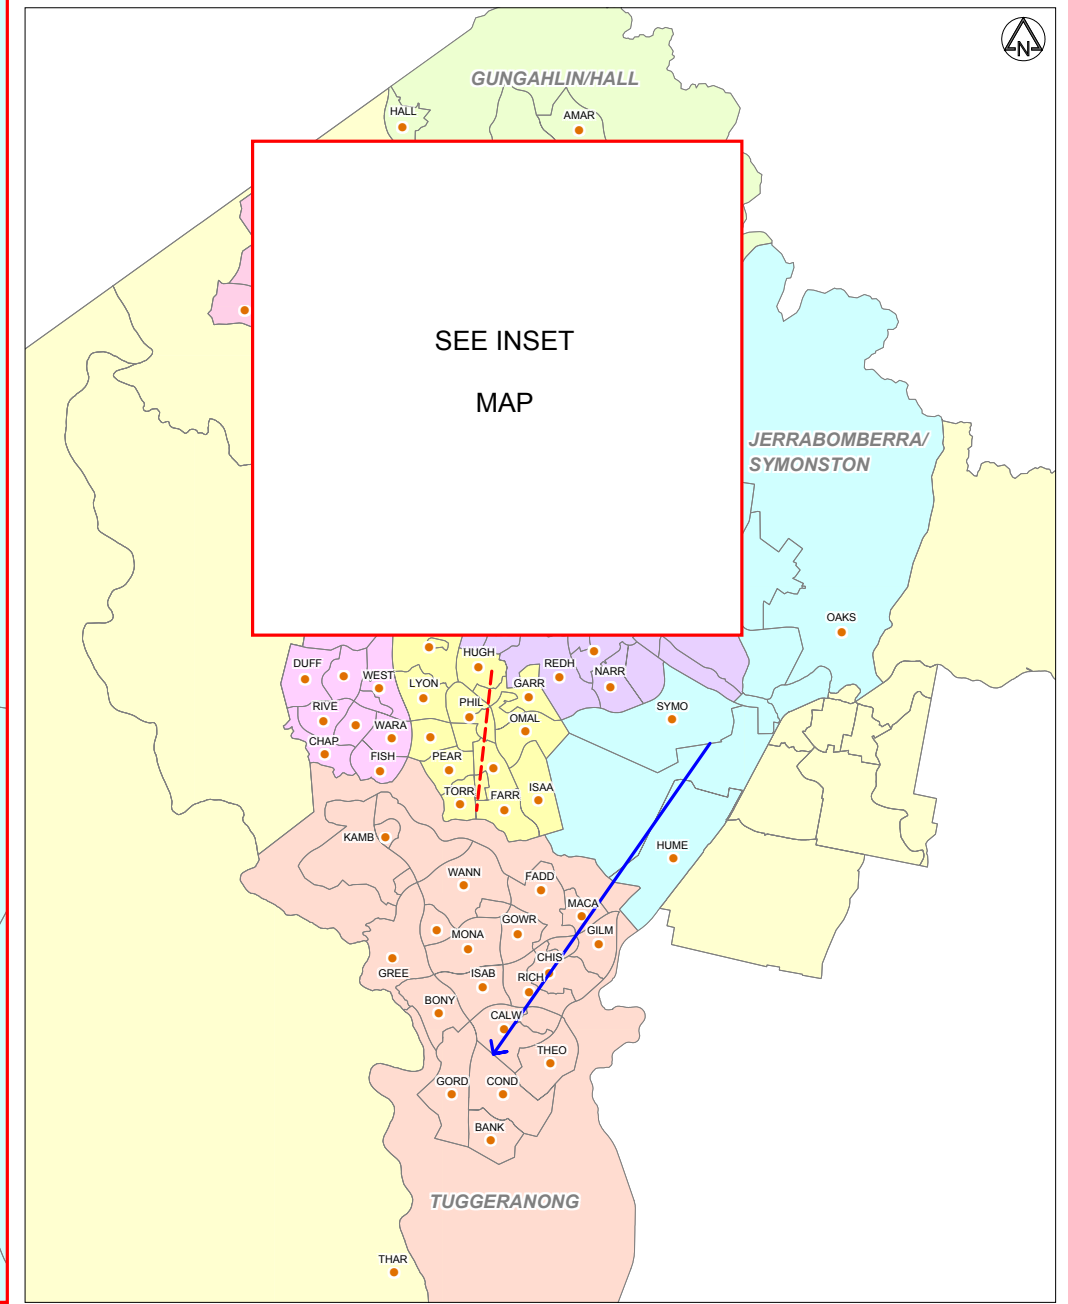 GUNGAHLIN/HALL
N
HALL
AMAR
SEE INSET
MAP
JERRABOMBERRA/
SYMONSTON
OAKS
HUGH
DUFF
WEST
REDH
NARR
LYON
GARR
RIVE
PHIL
SYMO
WARA
OMAL
CHAP
FISH
PEAR
TORR
FARR
ISAA
KAMB
HUME
WANN
FADD
MACA
GOWR
GILM
MONA
CHIS
GREE
ISAB
RICH
BONY
CALW
THEO
GORD
COND
BANK
TUGGERANONG
THAR